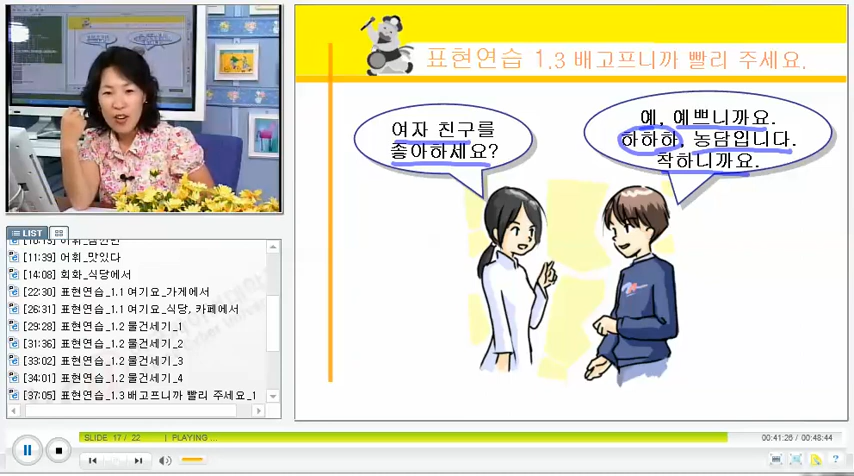 표현연습 1.3 배고프니까 빨리 주세요.
여자 친구를
좋아하세요?
예, 예쁘니까요.
하하하, 농담입니다.
착하니까요.
LIST
[11:39] 어휘_맛있다
[14:08] 회화_식당에서
[22:30] 표현연습_1.1 여기요_가게에서
[26:31] 표현연습_1.1 여기요_식당, 카페에서
[29:28] 표현연습_1.2 물건세기_1
[31:36] 표현연습_1.2 물건세기_2
[33:02] 표현연습_1.2 물건세기_3
[34:01] 표현연습_1.2 물건세기_4
[37:05] 표현연습_1.3 배고프니까 빨리 주세요_1
SLIDE 17 / 22 | PLAYING ...
00:41:26 / 00:48:44